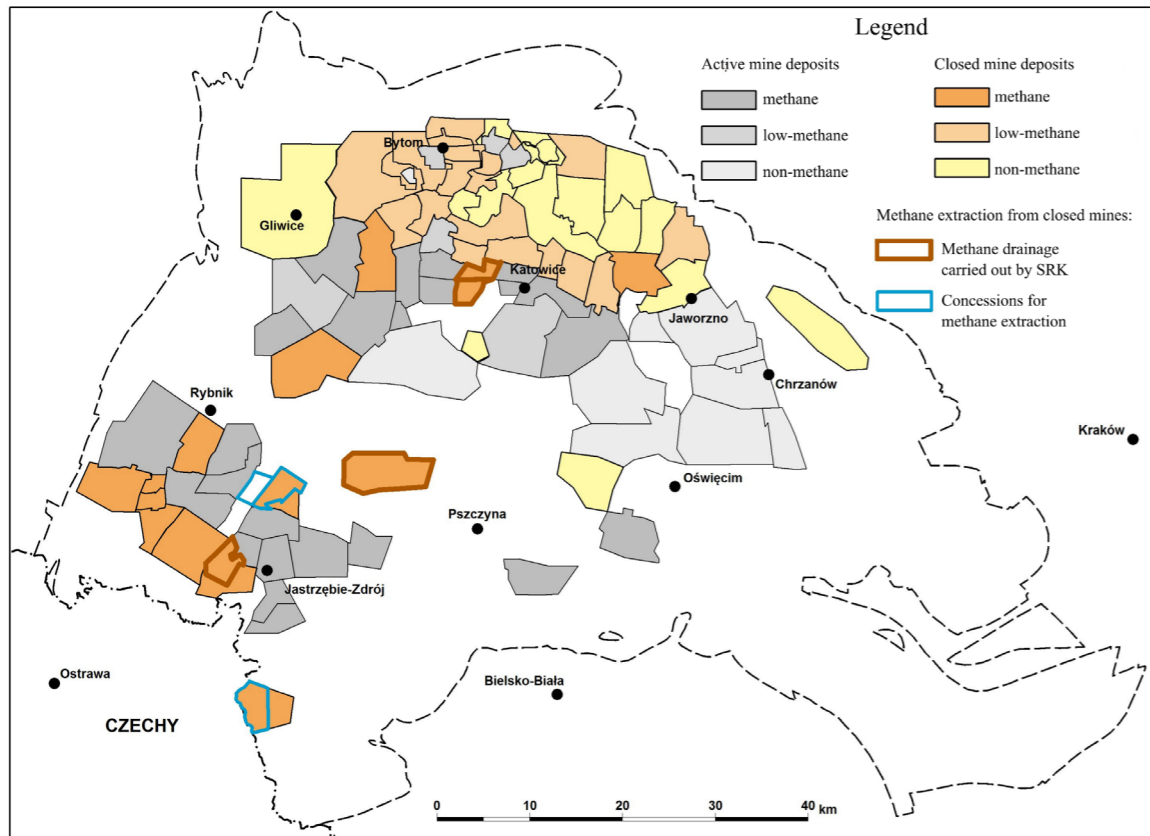 Legend
Active mine deposits
methane
low-methane
non-methane
Closed mine deposits
methane
low-methane
non-methane
Methane extraction from closed mines:
Methane drainage
carried out by SRK
Concessions for
methane extraction
Bytom
Gliwice
Katowice
Jaworzno
Chrzanów
Rybnik
Kraków
Oświęcim
Pszczyna
Jastrzębie-Zdrój
Ostrawa
Bielsko-Biała
CZECHY
0 10 20 30 40 km